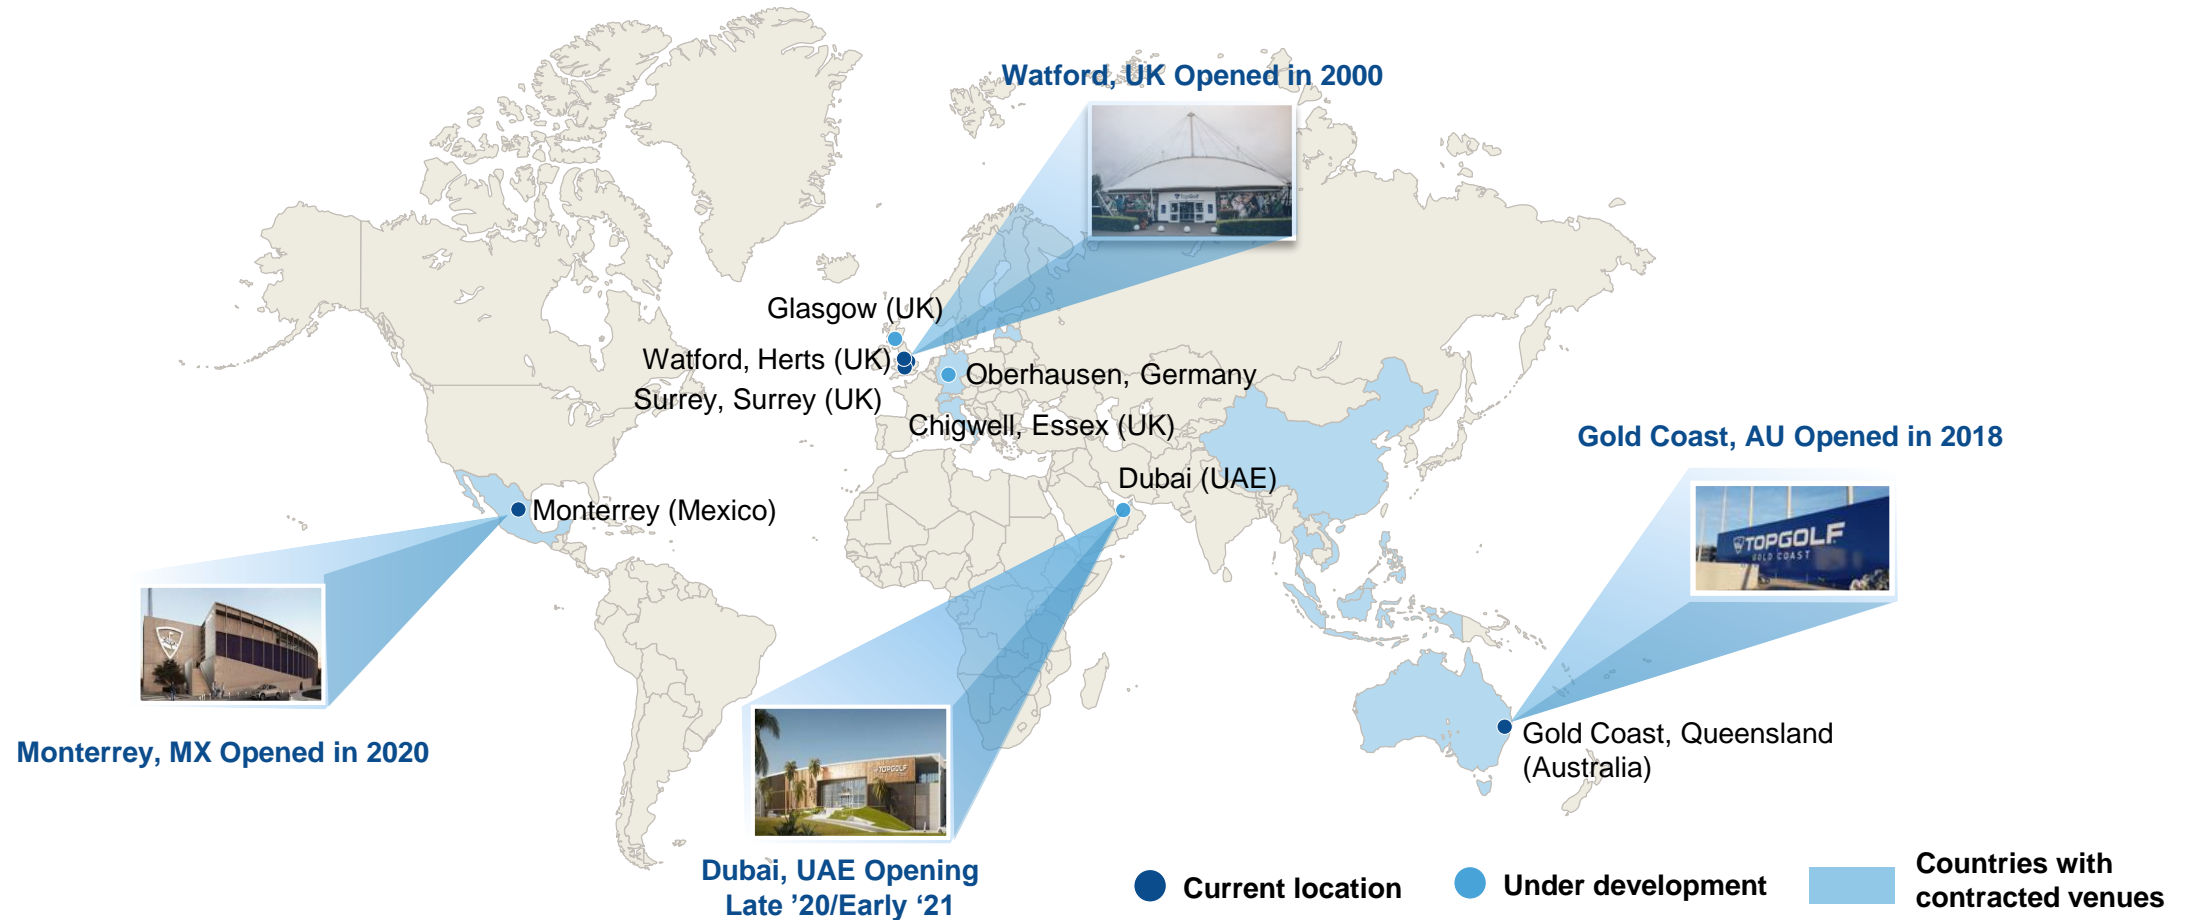 Watford, UK Opened in 2000
TOPGOLF
Glasgow (UK)
Watford, Herts (UK)
Oberhausen, Germany
Surrey, Surrey (UK)
Chigwell, Essex (UK)
Gold Coast, AU Opened in 2018
Dubai (UAE)
TOPGOLF
GOLD COAST
Monterrey (Mexico)
Gold Coast, Queensland
(Australia)
Monterrey, MX Opened in 2020
TOPGOLF
Dubai, UAE Opening
Late ’20/Early ‘21
Current location
Under development
Countries with
contracted venues